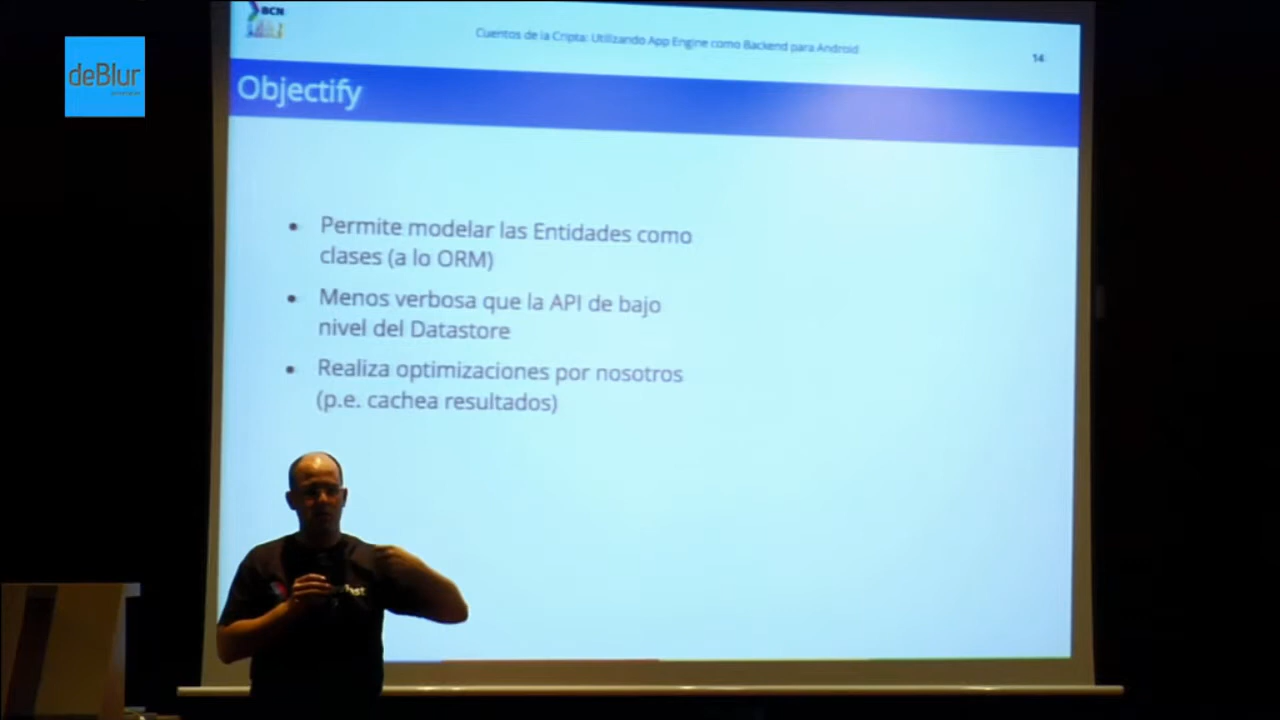 BCN
Cuentos de la Cripta: Utilizando App Engine como Backend para Android
14
deBlur
Objectify
• Permite modelar las Entidades como
clases (a lo ORM)
• Menos verbosa que la API de bajo
nivel del Datastore
• Realiza optimizaciones por nosotros
(p.e. cachea resultados)